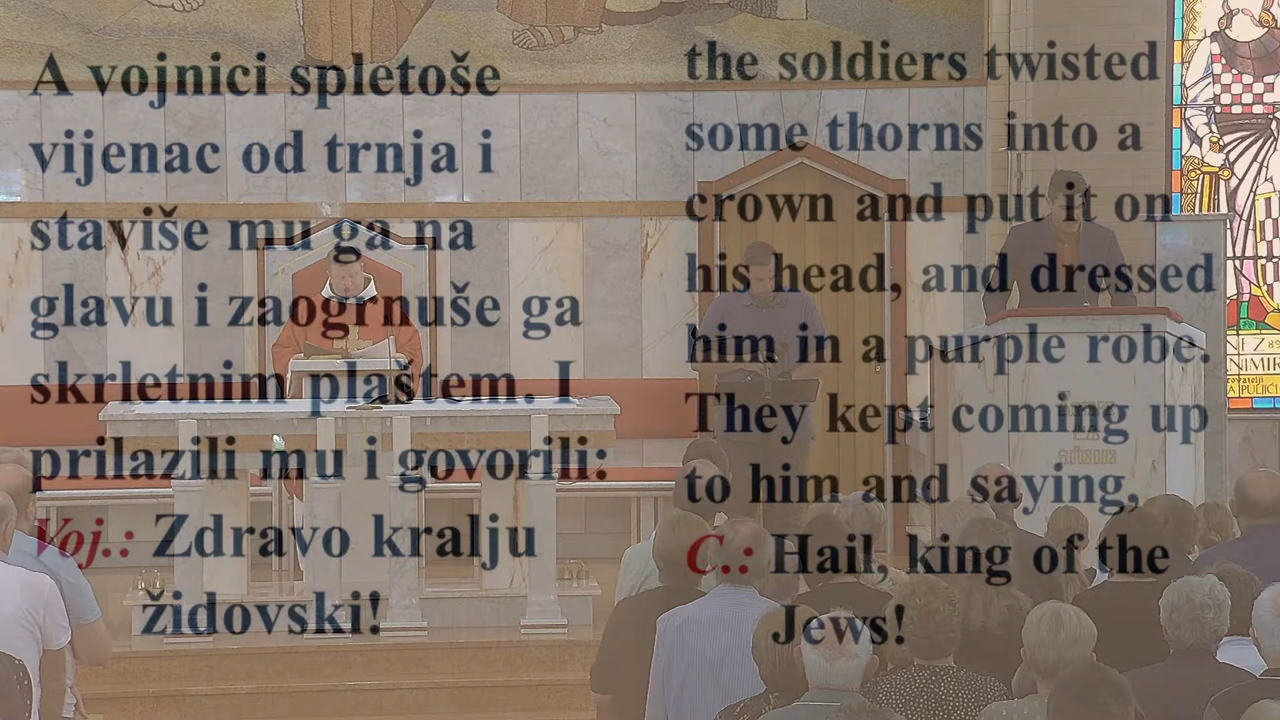 A vojnici spletoše
vijenac od trnja i
staviše mu ga na
glavu i zaogrnuše ga
skrletnim plaštem. I
prilazili mu i govorili:
Voj.: Zdravo kralju
židovski!
the soldiers twisted
some thorns into a
crown and put it on
his head, and dressed
him in a purple robe.
They kept coming up
to him and saying,
C.: Hail, king of the
Jews!